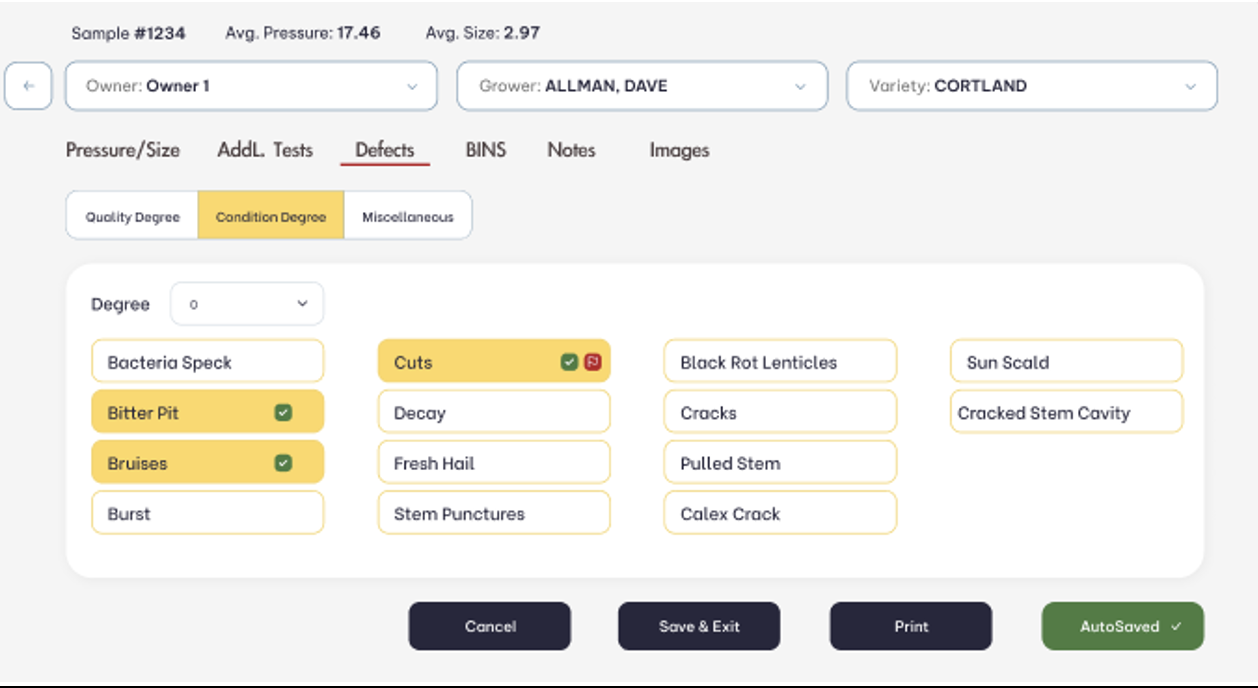 Sample #1234 Avg. Pressure: 17.46 Avg. Size: 2.97
Owner: Owner 1 Grower: ALLMAN, DAVE Variety: CORTLAND
Pressure/Size AddL. Tests Defects BINS Notes Images
Quality Degree Condition Degree Miscellaneous
Degree 0
Bacteria Speck Cuts Black Rot Lenticles Sun Scald
Bitter Pit Decay Cracks Cracked Stem Cavity
Bruises Fresh Hail Pulled Stem
Burst Stem Punctures Calex Crack
Cancel Save & Exit Print AutoSaved